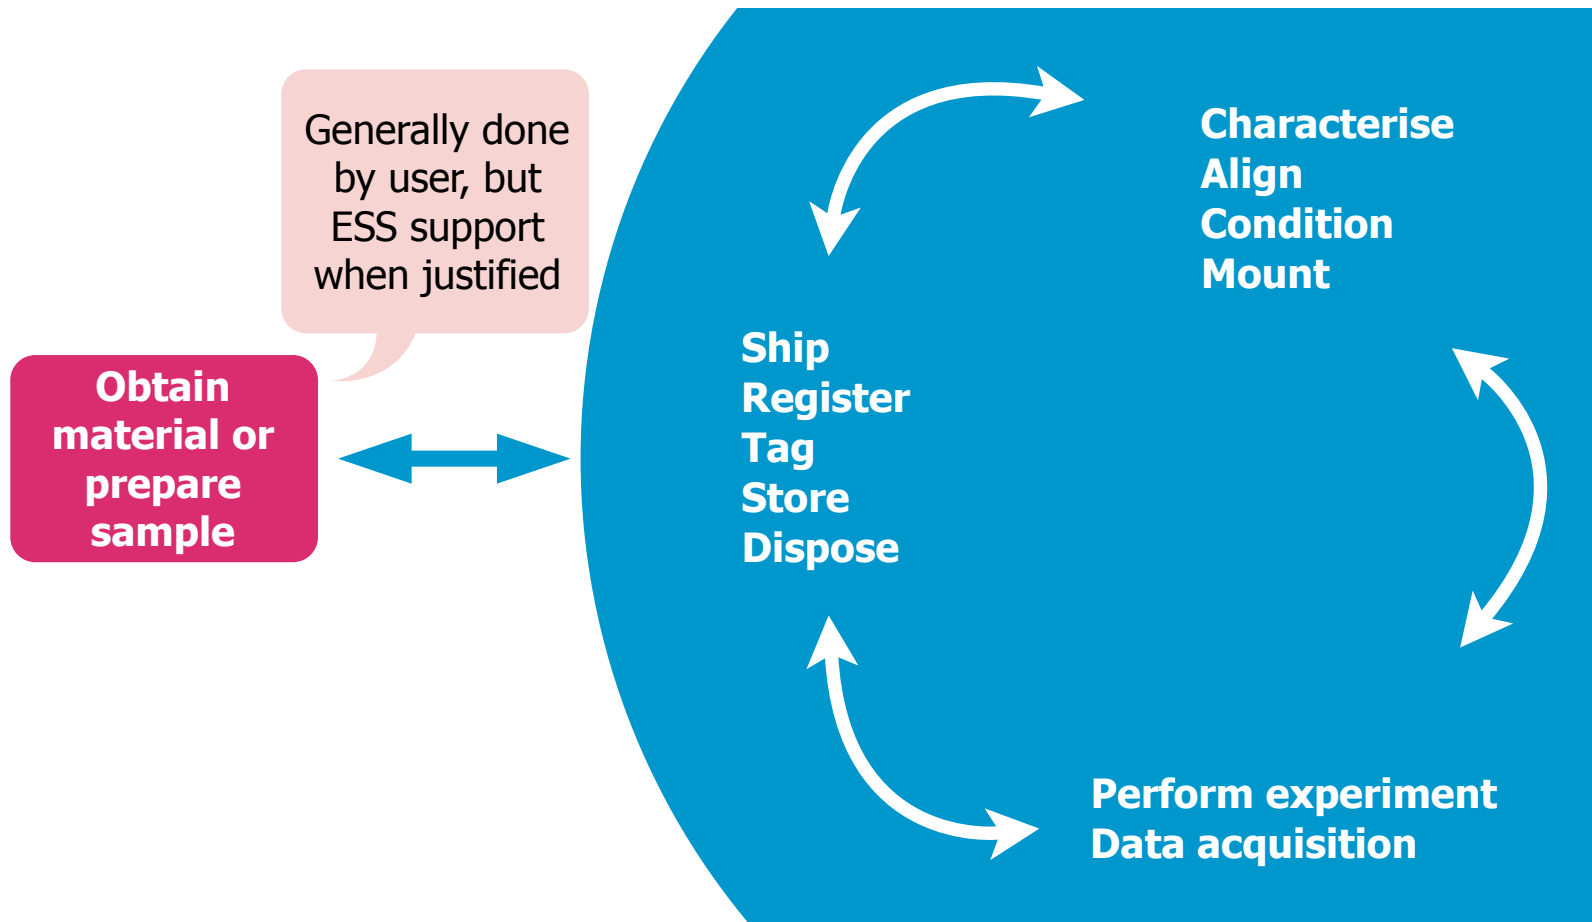 Generally done
by user, but
ESS support
when justified
Obtain
material or
prepare
sample
Characterise
Align
Condition
Mount
Ship
Register
Tag
Store
Dispose
Perform experiment
Data acquisition